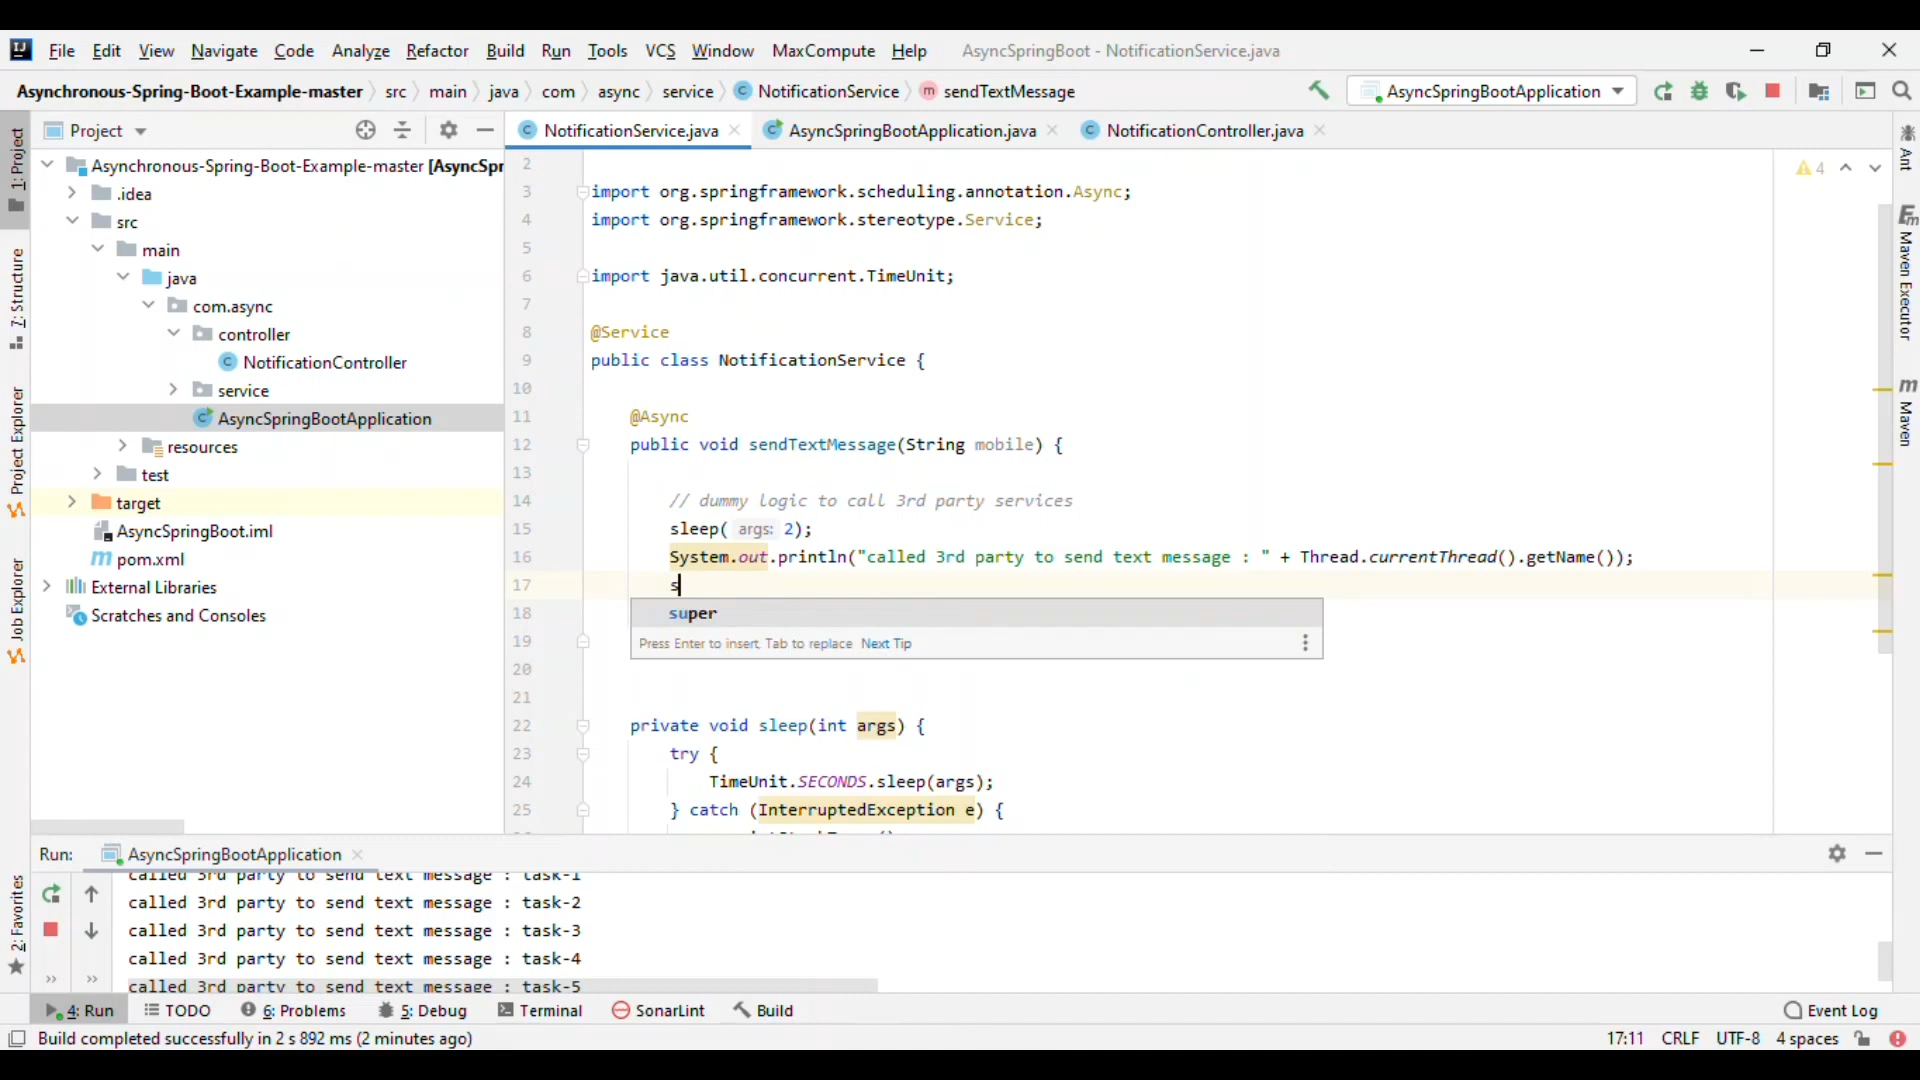 File Edit View Navigate Code Analyze Refactor Build Run Tools VCS Window MaxCompute Help AsyncSpringBoot - NotificationService.java
Asynchronous-Spring-Boot-Example-master src main java com async service NotificationService sendTextMessage AsyncSpringBootApplication
Project
NotificationService.java AsyncSpringBootApplication.java NotificationController.java
1: Project
7: Structure
Project Explorer
Job Explorer
2: Favorites
Asynchronous-Spring-Boot-Example-master [AsyncSpr
.idea
src
main
java
com.async
controller
NotificationController
service
AsyncSpringBootApplication
resources
test
target
AsyncSpringBoot.iml
pom.xml
External Libraries
Scratches and Consoles
2
3 import org.springframework.scheduling.annotation.Async;
4 import org.springframework.stereotype.Service;
5
6 import java.util.concurrent.TimeUnit;
7
8 @Service
9 public class NotificationService {
10
11 @Async
12 public void sendTextMessage(String mobile) {
13
14 // dummy logic to call 3rd party services
15 sleep( args: 2);
16 System.out.println("called 3rd party to send text message : " + Thread.currentThread().getName());
17 s
18 super
19 Press Enter to insert, Tab to replace Next Tip
20
21
22 private void sleep(int args) {
23 try {
24 TimeUnit.SECONDS.sleep(args);
25 } catch (InterruptedException e) {
4
Ant
Maven Executor
Maven
Run: AsyncSpringBootApplication
called 3rd party to send text message : task-1
called 3rd party to send text message : task-2
called 3rd party to send text message : task-3
called 3rd party to send text message : task-4
called 3rd party to send text message : task-5
4: Run TODO 6: Problems 5: Debug Terminal SonarLint Build Event Log
Build completed successfully in 2 s 892 ms (2 minutes ago) 17:11 CRLF UTF-8 4 spaces